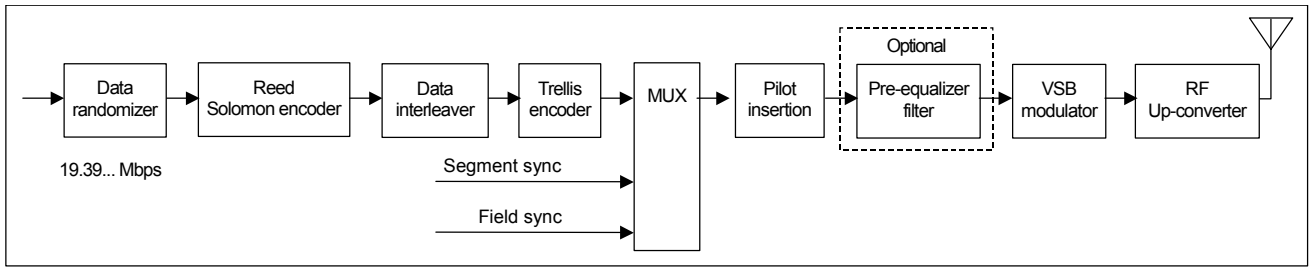 Optional
Data
randomizer
Reed
Solomon encoder
Data
interleaver
Trellis
encoder
MUX
Pilot
insertion
Pre-equalizer
filter
VSB
modulator
RF
Up-converter
19.39... Mbps
Segment sync
Field sync